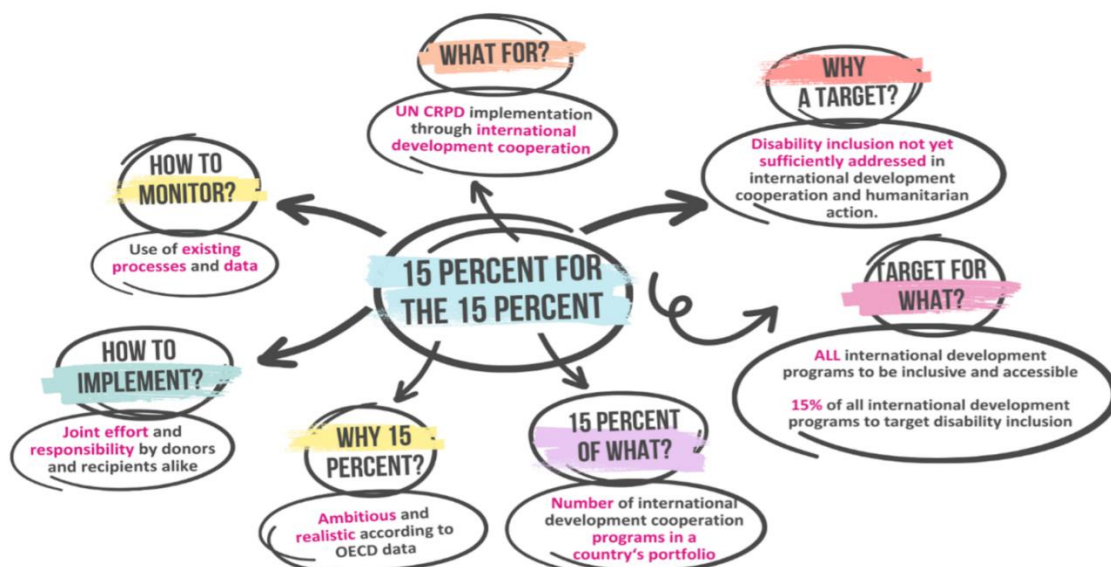 WHAT FOR?
UN CRPD implementation
through international
development cooperation
WHY
A TARGET?
Disability inclusion not yet
sufficiently addressed in
international development
cooperation and humanitarian
action.
HOW TO
MONITOR?
Use of existing
processes and data
15 PERCENT FOR
THE 15 PERCENT
TARGET FOR
WHAT?
ALL international development
programs to be inclusive and accessible
15% of all international development
programs to target disability inclusion
HOW TO
IMPLEMENT?
Joint effort and
responsibility by donors
and recipients alike
WHY 15
PERCENT?
Ambitious and
realistic according to
OECD data
15 PERCENT
OF WHAT?
Number of international
development cooperation
programs in a
country‘s portfolio